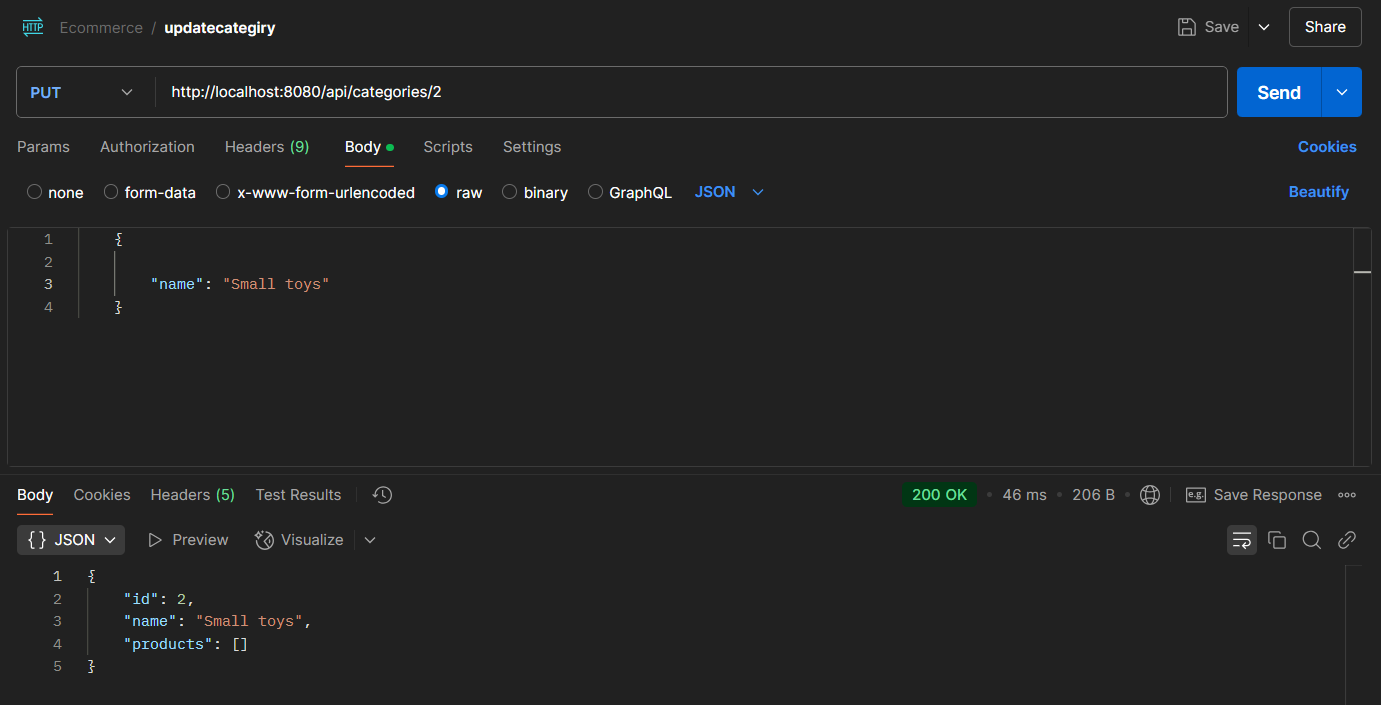 HTTP Ecommerce / updatecategiry Save Share
PUT http://localhost:8080/api/categories/2 Send
Params Authorization Headers (9) Body Scripts Settings Cookies
none form-data x-www-form-urlencoded raw binary GraphQL JSON Beautify
1 {
2
3 "name": "Small toys"
4 }
Body Cookies Headers (5) Test Results 200 OK • 46 ms • 206 B • e.g. Save Response
{} JSON Preview Visualize
1 {
2 "id": 2,
3 "name": "Small toys",
4 "products": []
5 }